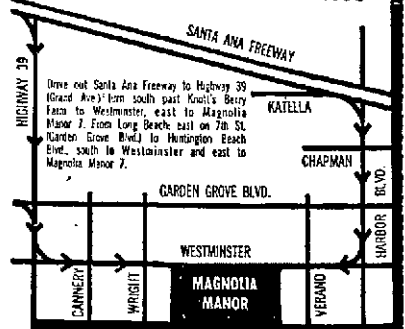 SANTA ANA FREEWAY
HIGHWAY 39
Drive out Santa Ana Freeway to Highway 39
(Grand Ave) turn south past Knott's Berry
Farm to Westminster, east to Magnolia
Manor 7. From Long Beach: east on 7th St.
(Garden Grove Blvd.) to Huntington Beach
Blvd., south to Westminster and east to
Magnolia Manor 7.
KATELLA
CHAPMAN
GARDEN GROVE BLVD.
HARBOR BLVD.
WESTMINSTER
CANNERY
WRIGHT
MAGNOLIA
MANOR
VERANO